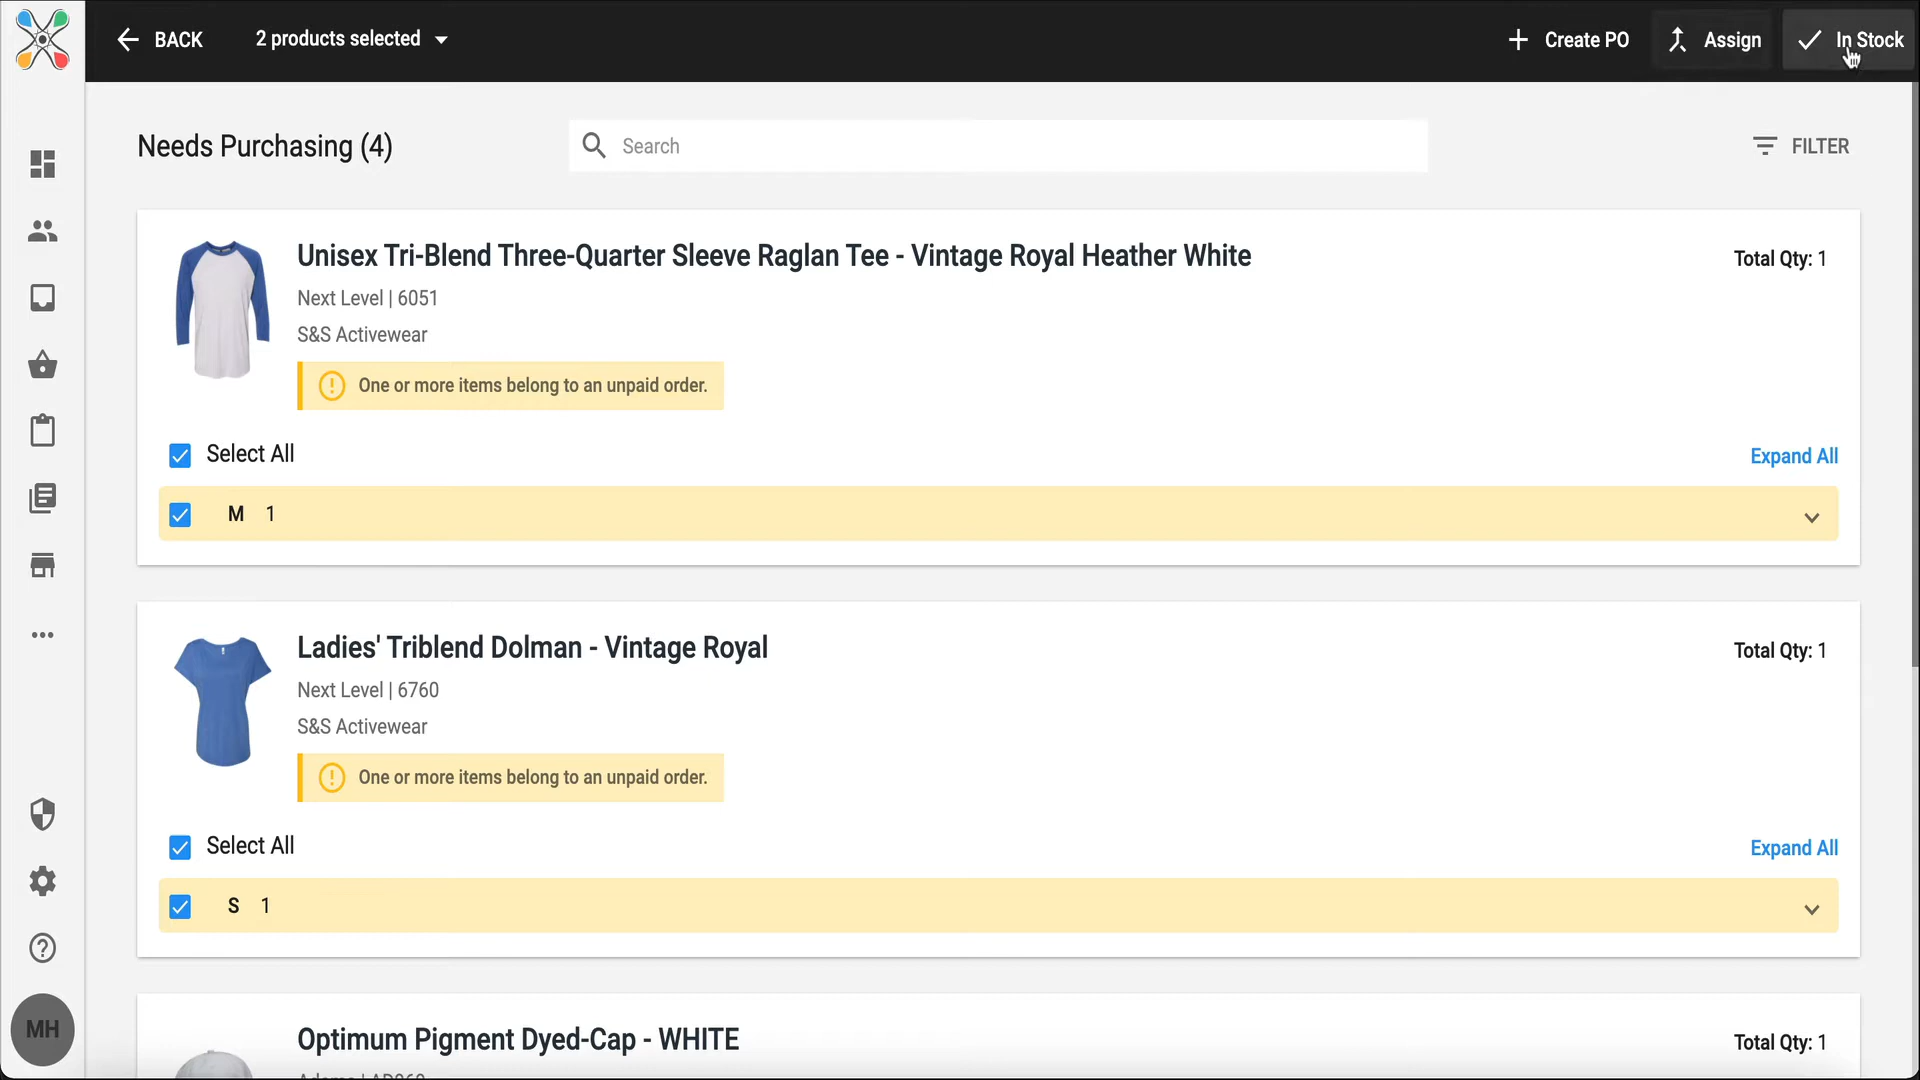 BACK
2 products selected
Create PO
Assign
In Stock
Needs Purchasing (4)
Search
FILTER
Unisex Tri-Blend Three-Quarter Sleeve Raglan Tee - Vintage Royal Heather White
Total Qty: 1
Next Level | 6051
S&S Activewear
One or more items belong to an unpaid order.
Select All
Expand All
M 1
Ladies' Triblend Dolman - Vintage Royal
Total Qty: 1
Next Level | 6760
S&S Activewear
One or more items belong to an unpaid order.
Select All
Expand All
S 1
Optimum Pigment Dyed-Cap - WHITE
Total Qty: 1
MH